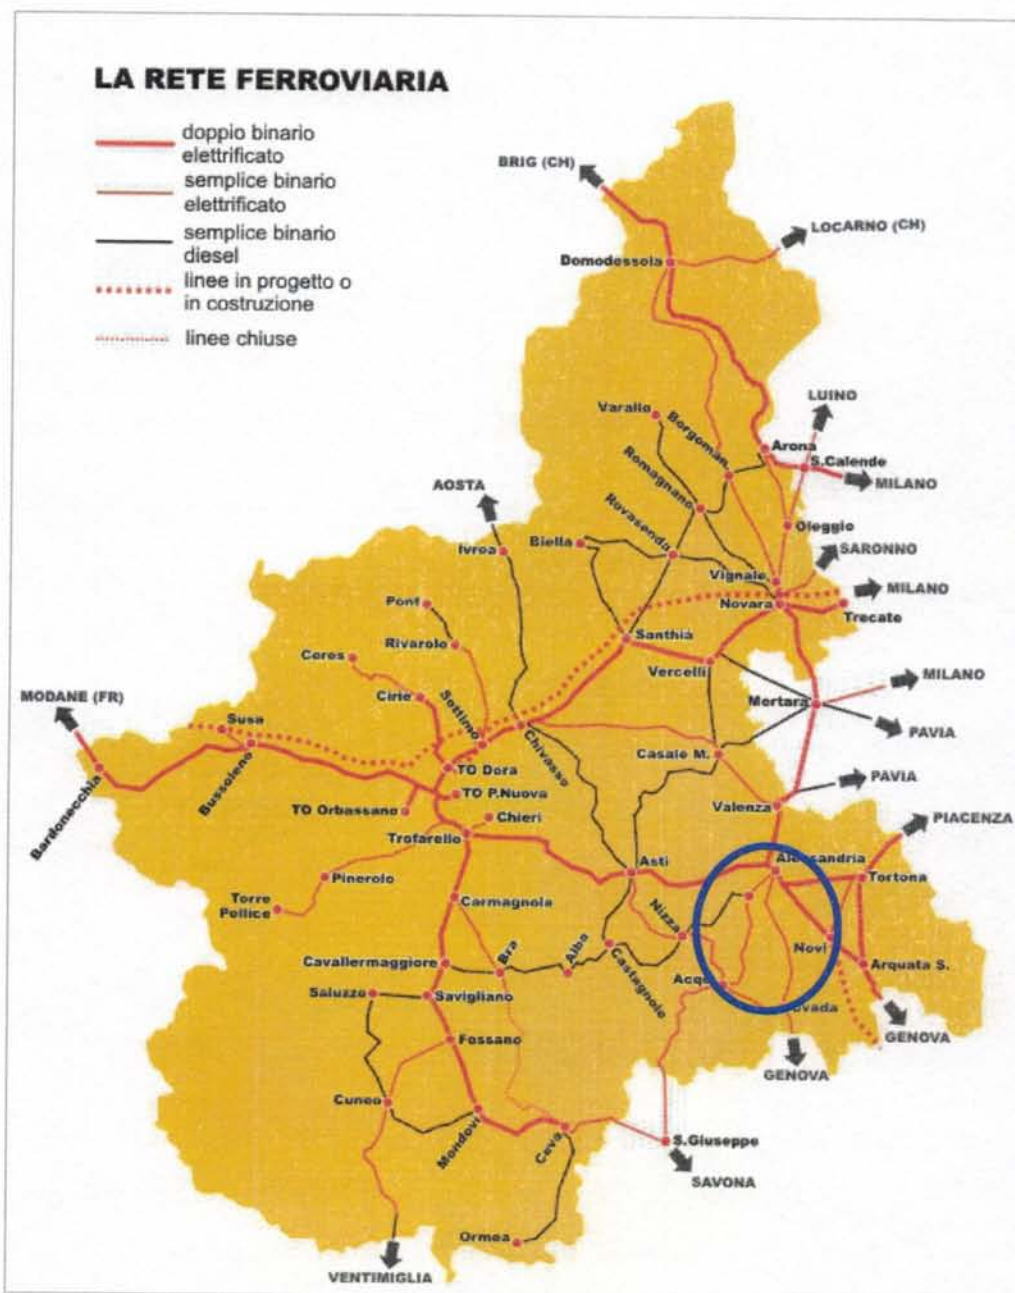 LA RETE FERROVIARIA
doppio binario
elettrificato
semplice binario
elettrificato
semplice binario
diesel
linee in progetto o
in costruzione
linee chiuse
BRIG (CH)
LOCARNO (CH)
Domodessola
LUINO
Varallo
Borgoman.
Arona
S.Calende
MILANO
Romagnano
AOSTA
Rovasenda
Oleggio
Ivrea
Biella
SARONNO
Vignale
MILANO
Pont
Novara
Trecate
Rivarolo
Santhià
Ceres
Vercelli
MILANO
MODANE (FR)
Cirie
Settimo
Mortara
Susa
Chivasso
PAVIA
Casale M.
Bussoleno
TO Dora
PAVIA
Bardonecchia
TO P.Nuova
TO Orbassano
Valenza
Chieri
PIACENZA
Trofarello
Asti
Alessandria
Pinerolo
Tortona
Torre
Pellice
Carmagnola
Nizza
Novi
Cavallermaggiore
Bra
Alba
Castagnole
Arquata S.
Saluzzo
Savigliano
Acqui
Ovada
Fossano
GENOVA
GENOVA
Cuneo
Mondovì
Ceva
S.Giuseppe
SAVONA
Ormea
VENTIMIGLIA